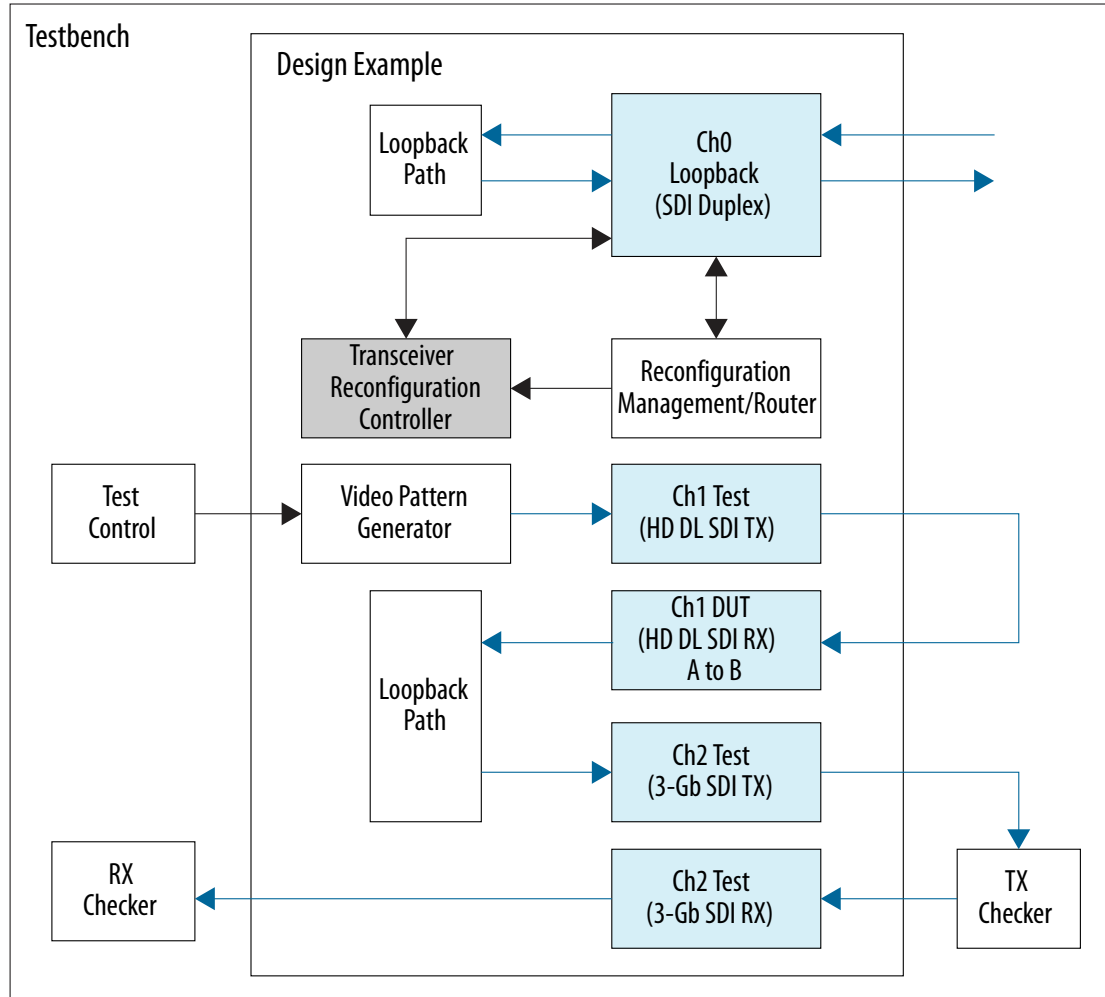 Testbench
Design Example
Loopback
Path
Ch0
Loopback
(SDI Duplex)
Transceiver
Reconfiguration
Controller
Reconfiguration
Management/Router
Test
Control
Video Pattern
Generator
Ch1 Test
(HD DL SDI TX)
Loopback
Path
Ch1 DUT
(HD DL SDI RX)
A to B
Ch2 Test
(3-Gb SDI TX)
RX
Checker
Ch2 Test
(3-Gb SDI RX)
TX
Checker